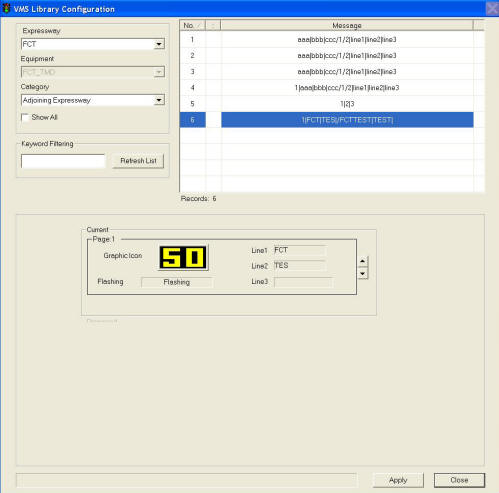 VMS Library Configuration
Expressway
FCT
Equipment
FCT_TMD
Category
Adjoining Expressway
Show All
Keyword Filtering
Refresh List
No. / : Message
1 aaa|bbb|ccc/1/2|line1|line2|line3
2 aaa|bbb|ccc/1/2|line1|line2|line3
3 aaa|bbb|ccc/1/2|line1|line2|line3
4 1|aaa|bbb|ccc/1/2|line1|line2|line3
5 1|2|3
6 1|FCT|TES|/FCTTEST|TEST|
Records: 6
Current
Page:1
Graphic Icon 50 Line1 FCT
Line2 TES
Flashing Flashing Line3
Apply Close